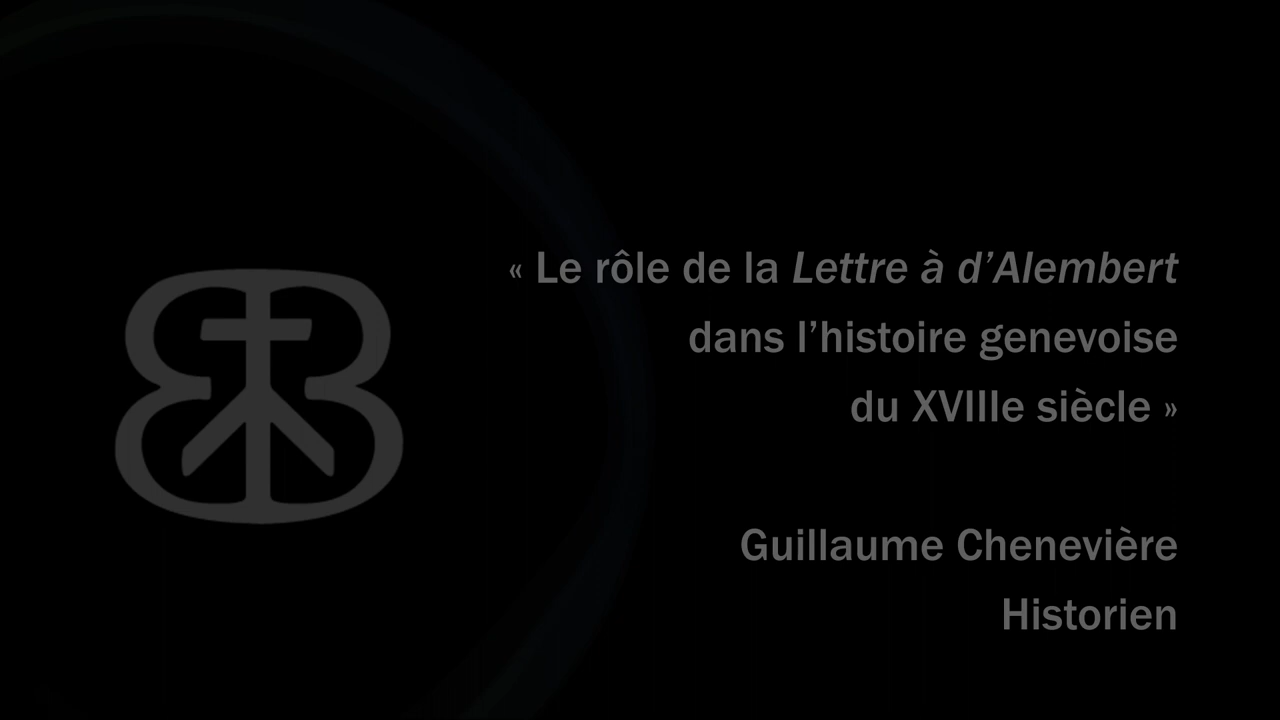 « Le rôle de la Lettre à d’Alembert
dans l’histoire genevoise
du XVIIIe siècle »
Guillaume Chenevière
Historien